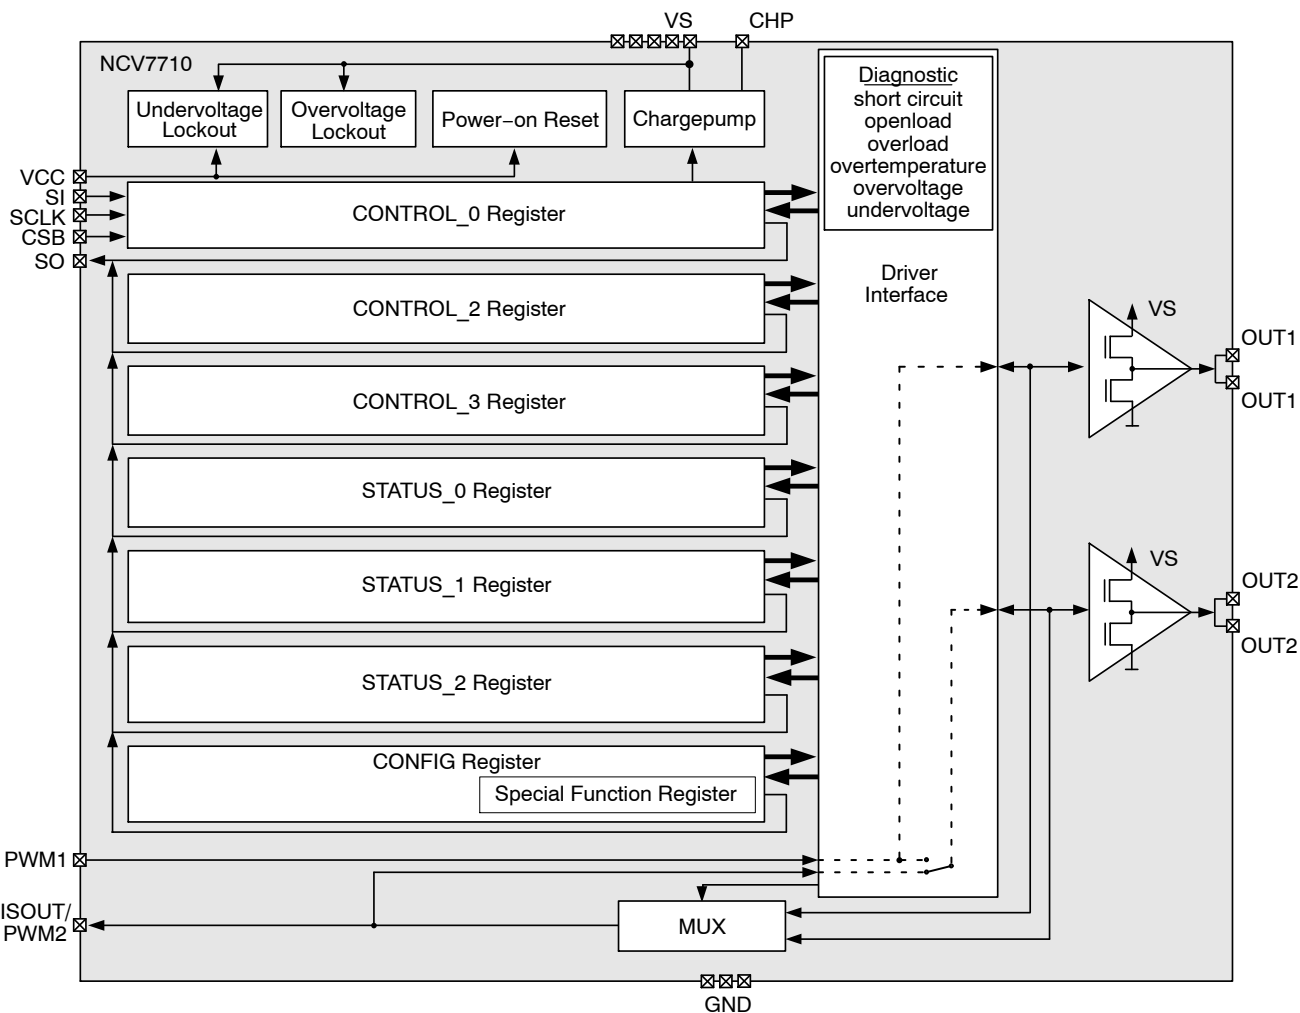 VS
CHP
NCV7710
Undervoltage
Lockout
Overvoltage
Lockout
Power−on Reset
Chargepump
Diagnostic
short circuit
openload
overload
overtemperature
overvoltage
undervoltage
VCC
SI
SCLK
CSB
SO
CONTROL_0 Register
CONTROL_2 Register
Driver
Interface
CONTROL_3 Register
STATUS_0 Register
STATUS_1 Register
STATUS_2 Register
CONFIG Register
Special Function Register
VS
OUT1
OUT1
VS
OUT2
OUT2
PWM1
ISOUT/
PWM2
MUX
GND